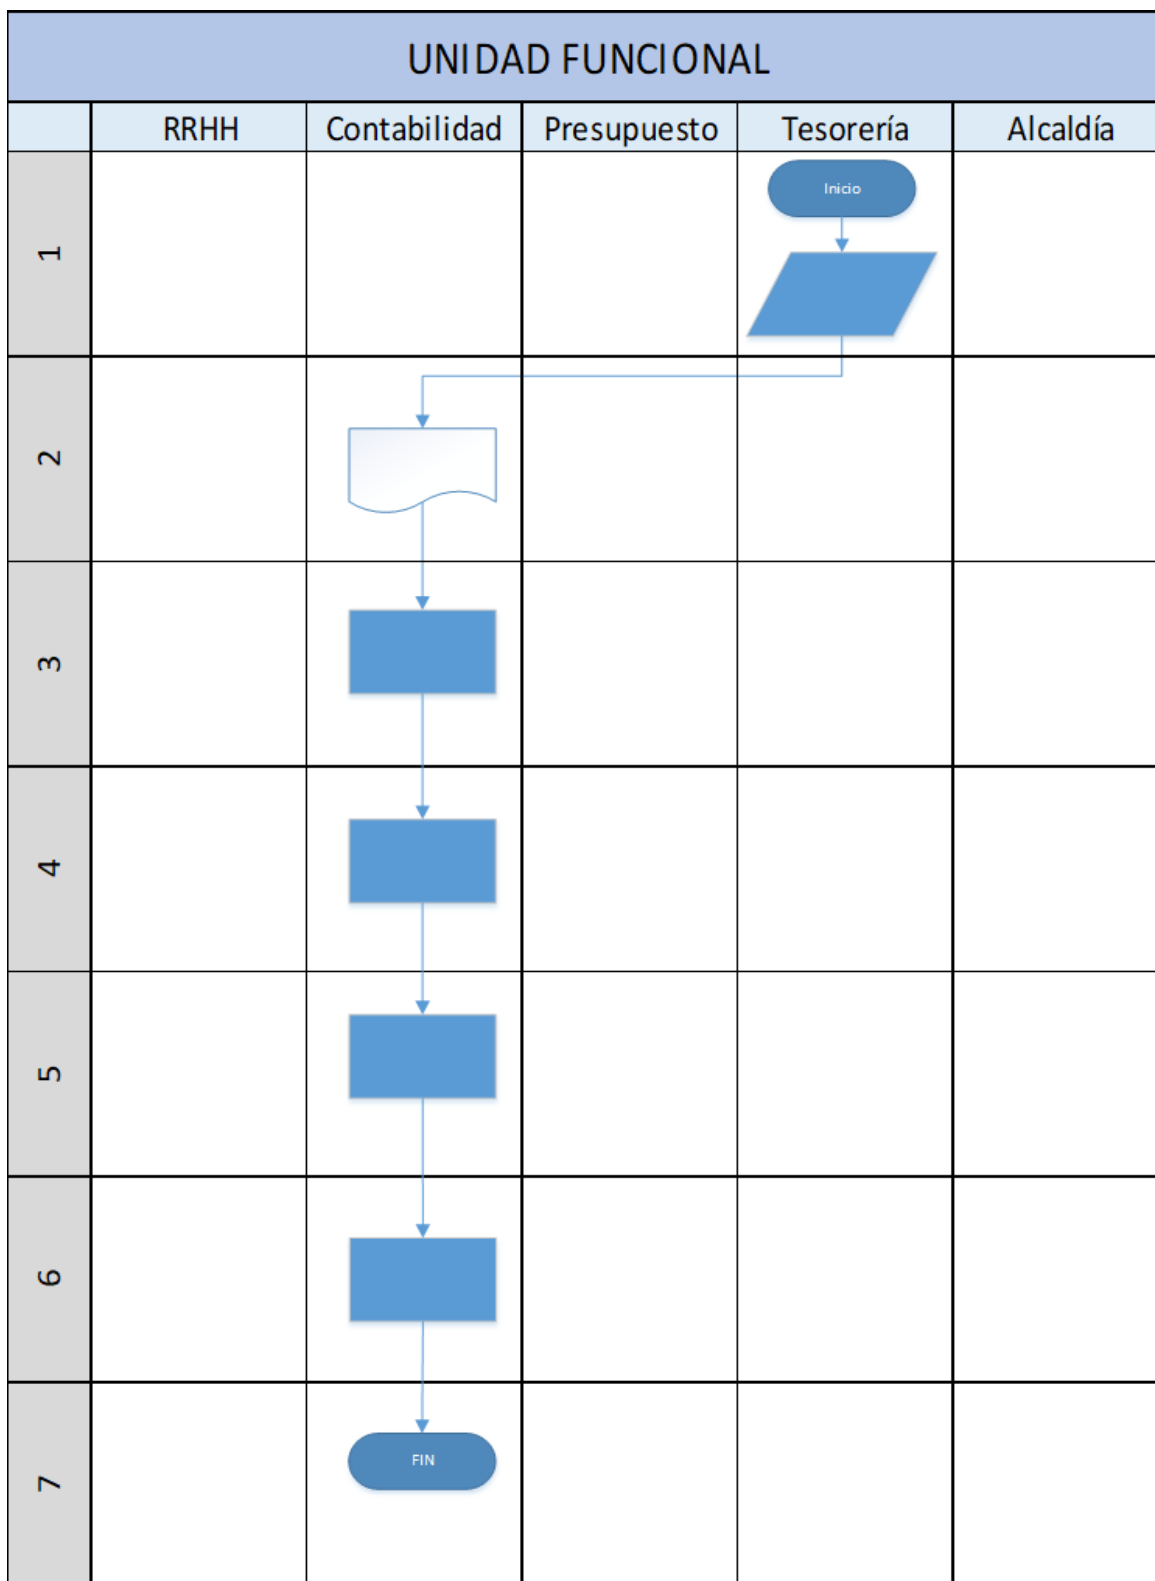 UNIDAD FUNCIONAL
RRHH Contabilidad Presupuesto Tesorería Alcaldía
1
Inicio
2
3
4
5
6
7
FIN